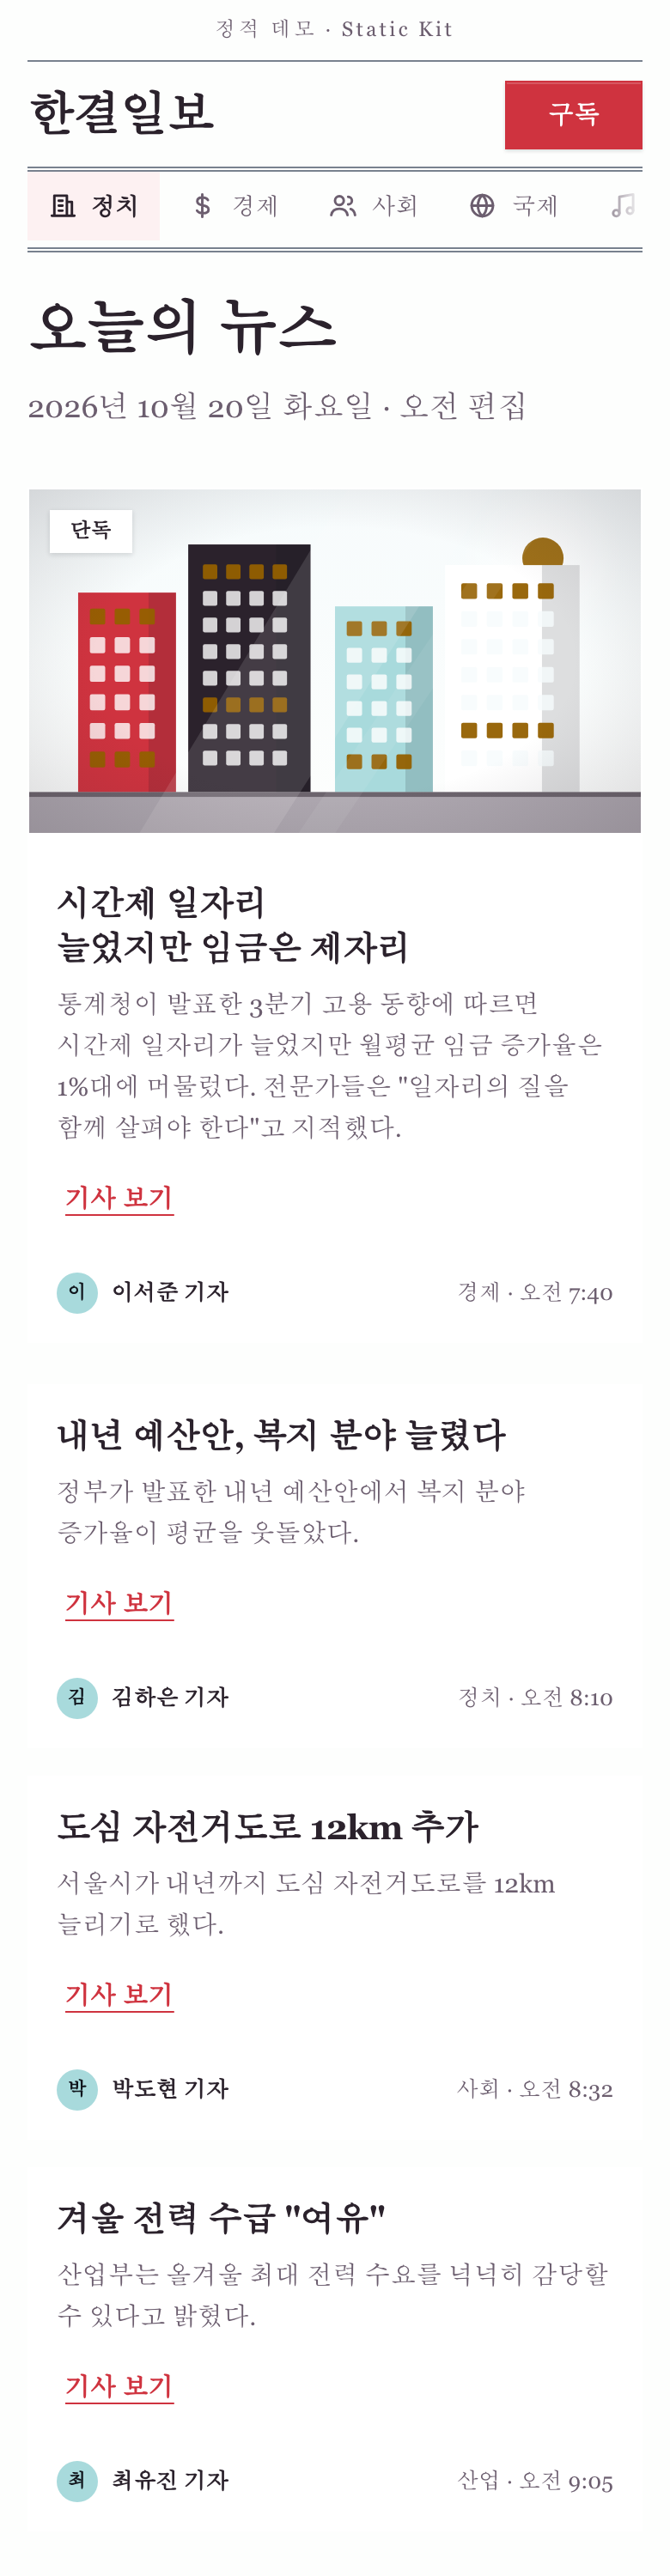 정적 데모 · Static Kit
한결일보
구독
정치
경제
사회
국제
오늘의 뉴스
2026년 10월 20일 화요일 · 오전 편집
단독
시간제 일자리
늘었지만 임금은 제자리
통계청이 발표한 3분기 고용 동향에 따르면
시간제 일자리가 늘었지만 월평균 임금 증가율은
1%대에 머물렀다. 전문가들은 "일자리의 질을
함께 살펴야 한다"고 지적했다.
기사 보기
이
이서준 기자
경제 · 오전 7:40
내년 예산안, 복지 분야 늘렸다
정부가 발표한 내년 예산안에서 복지 분야
증가율이 평균을 웃돌았다.
기사 보기
김
김하은 기자
정치 · 오전 8:10
도심 자전거도로 12km 추가
서울시가 내년까지 도심 자전거도로를 12km
늘리기로 했다.
기사 보기
박
박도현 기자
사회 · 오전 8:32
겨울 전력 수급 "여유"
산업부는 올겨울 최대 전력 수요를 넉넉히 감당할
수 있다고 밝혔다.
기사 보기
최
최유진 기자
산업 · 오전 9:05